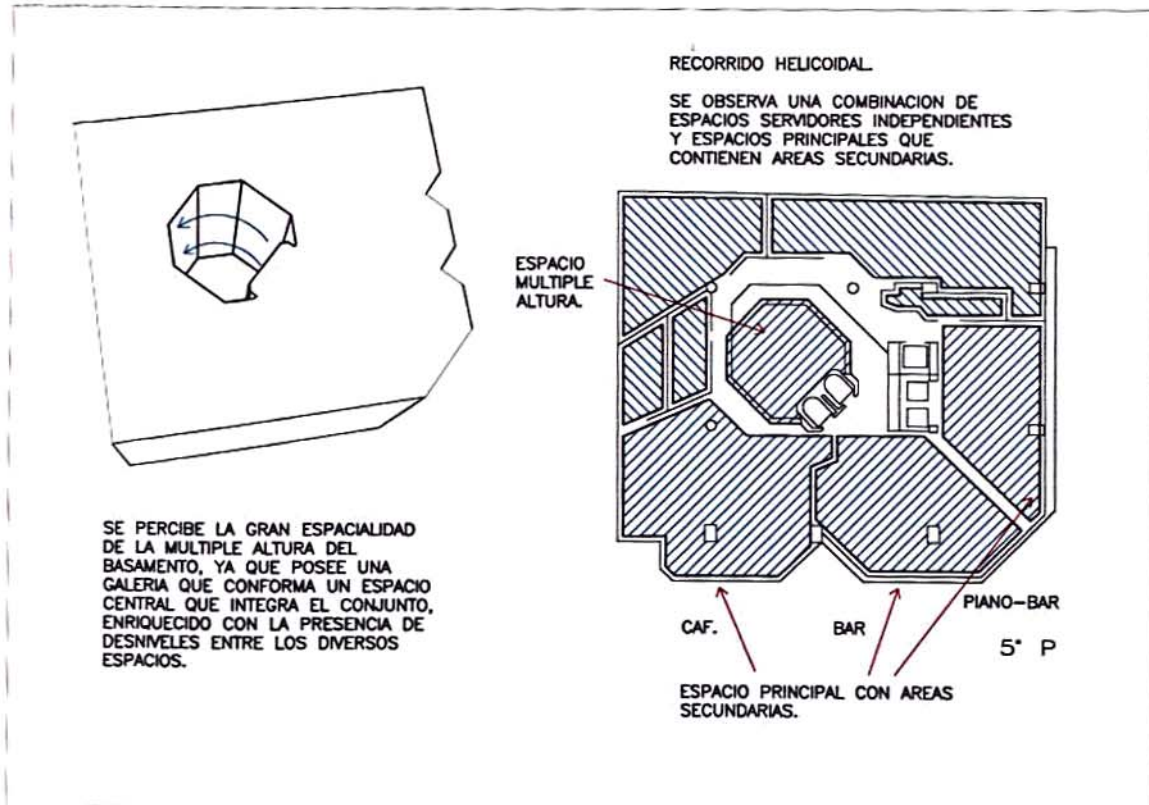 RECORRIDO HELICOIDAL.
SE OBSERVA UNA COMBINACION DE
ESPACIOS SERVIDORES INDEPENDIENTES
Y ESPACIOS PRINCIPALES QUE
CONTIENEN AREAS SECUNDARIAS.
ESPACIO
MULTIPLE
ALTURA.
SE PERCIBE LA GRAN ESPACIALIDAD
DE LA MULTIPLE ALTURA DEL
BASAMENTO, YA QUE POSEE UNA
GALERIA QUE CONFORMA UN ESPACIO
CENTRAL QUE INTEGRA EL CONJUNTO,
ENRIQUECIDO CON LA PRESENCIA DE
DESNIVELES ENTRE LOS DIVERSOS
ESPACIOS.
CAF.
BAR
PIANO-BAR
5° P
ESPACIO PRINCIPAL CON AREAS
SECUNDARIAS.